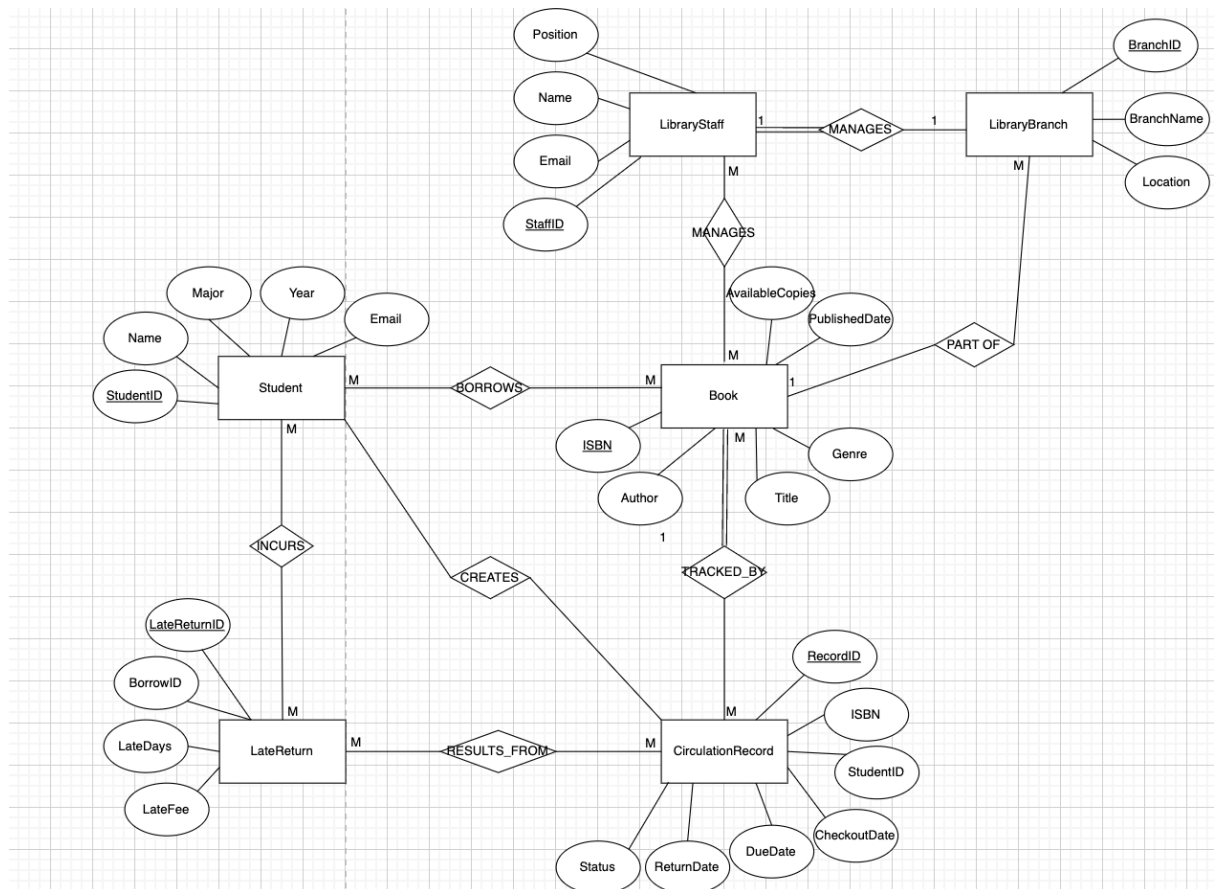 Position
BranchID
Name
LibraryStaff
1
MANAGES
1
LibraryBranch
BranchName
Email
M
M
Location
StaffID
MANAGES
Major
Year
AvailableCopies
Email
PublishedDate
Name
PART OF
M
Student
M
BORROWS
M
Book
1
StudentID
M
M
ISBN
Genre
Author
Title
1
INCURS
CREATES
TRACKED_BY
LateReturnID
RecordID
BorrowID
M
M
ISBN
LateDays
LateReturn
M
RESULTS_FROM
M
CirculationRecord
StudentID
LateFee
CheckoutDate
DueDate
Status
ReturnDate